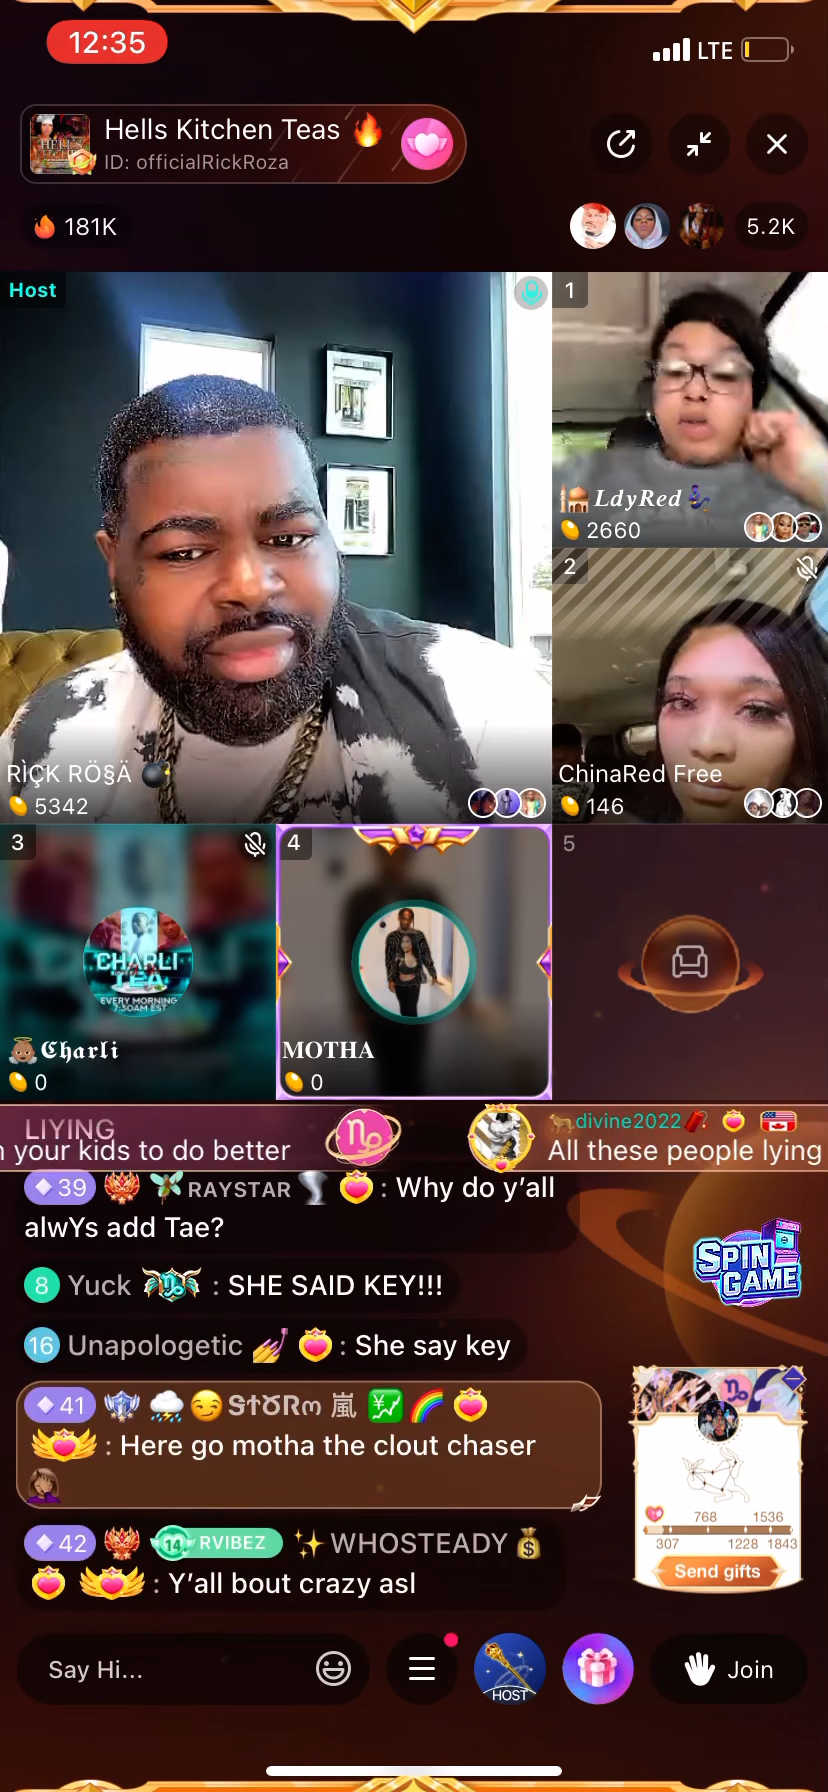 12:35
LTE
Hells Kitchen Teas 🔥
ID: officialRickRoza
🔥 181K
5.2K
Host
1
LdyRed
2660
2
RÌÇK RÖ§Ä 💣
5342
ChinaRed Free
146
3
CHARLI
TEA
EVERY MORNING
7:30AM EST
Charli
0
4
MOTHA
0
5
LIYING
your kids to do better
divine2022
All these people lying
39 RAYSTAR 🌪 : Why do y’all
alwYs add Tae?
8 Yuck : SHE SAID KEY!!!
16 Unapologetic 💅 : She say key
41 🌧 😏 S†ӾRനി 嵐 💹 🌈
: Here go motha the clout chaser
🤦🏽‍♀️
42 14 RVIBEZ ✨ WHOSTEADY 💰
: Y’all bout crazy asl
SPIN
GAME
768 1536
307 1228 1843
Send gifts
Say Hi...
HOST
Join